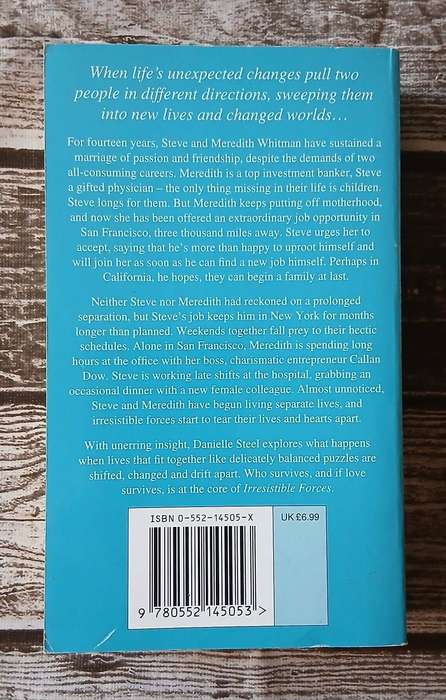 When life's unexpected changes pull two
people in different directions, sweeping them
into new lives and changed worlds…
For fourteen years, Steve and Meredith Whitman have sustained a
marriage of passion and friendship, despite the demands of two
all-consuming careers. Meredith is a top investment banker, Steve
a gifted physician – the only thing missing in their life is children.
Steve longs for them. But Meredith keeps putting off motherhood,
and now she has been offered an extraordinary job opportunity in
San Francisco, three thousand miles away. Steve urges her to
accept, saying that he's more than happy to uproot himself and
will join her as soon as he can find a new job himself. Perhaps in
California, he hopes, they can begin a family at last.
Neither Steve nor Meredith had reckoned on a prolonged
separation, but Steve's job keeps him in New York for months
longer than planned. Weekends together fall prey to their hectic
schedules. Alone in San Francisco, Meredith is spending long
hours at the office with her boss, charismatic entrepreneur Callan
Dow. Steve is working late shifts at the hospital, grabbing an
occasional dinner with a new female colleague. Almost unnoticed,
Steve and Meredith have begun living separate lives, and
irresistible forces start to tear their lives and hearts apart.
With unerring insight, Danielle Steel explores what happens
when lives that fit together like delicately balanced puzzles are
shifted, changed and drift apart. Who survives, and if love
survives, is at the core of Irresistible Forces.
ISBN 0-552-14505-X
UK £6.99
9 780552 145053 >